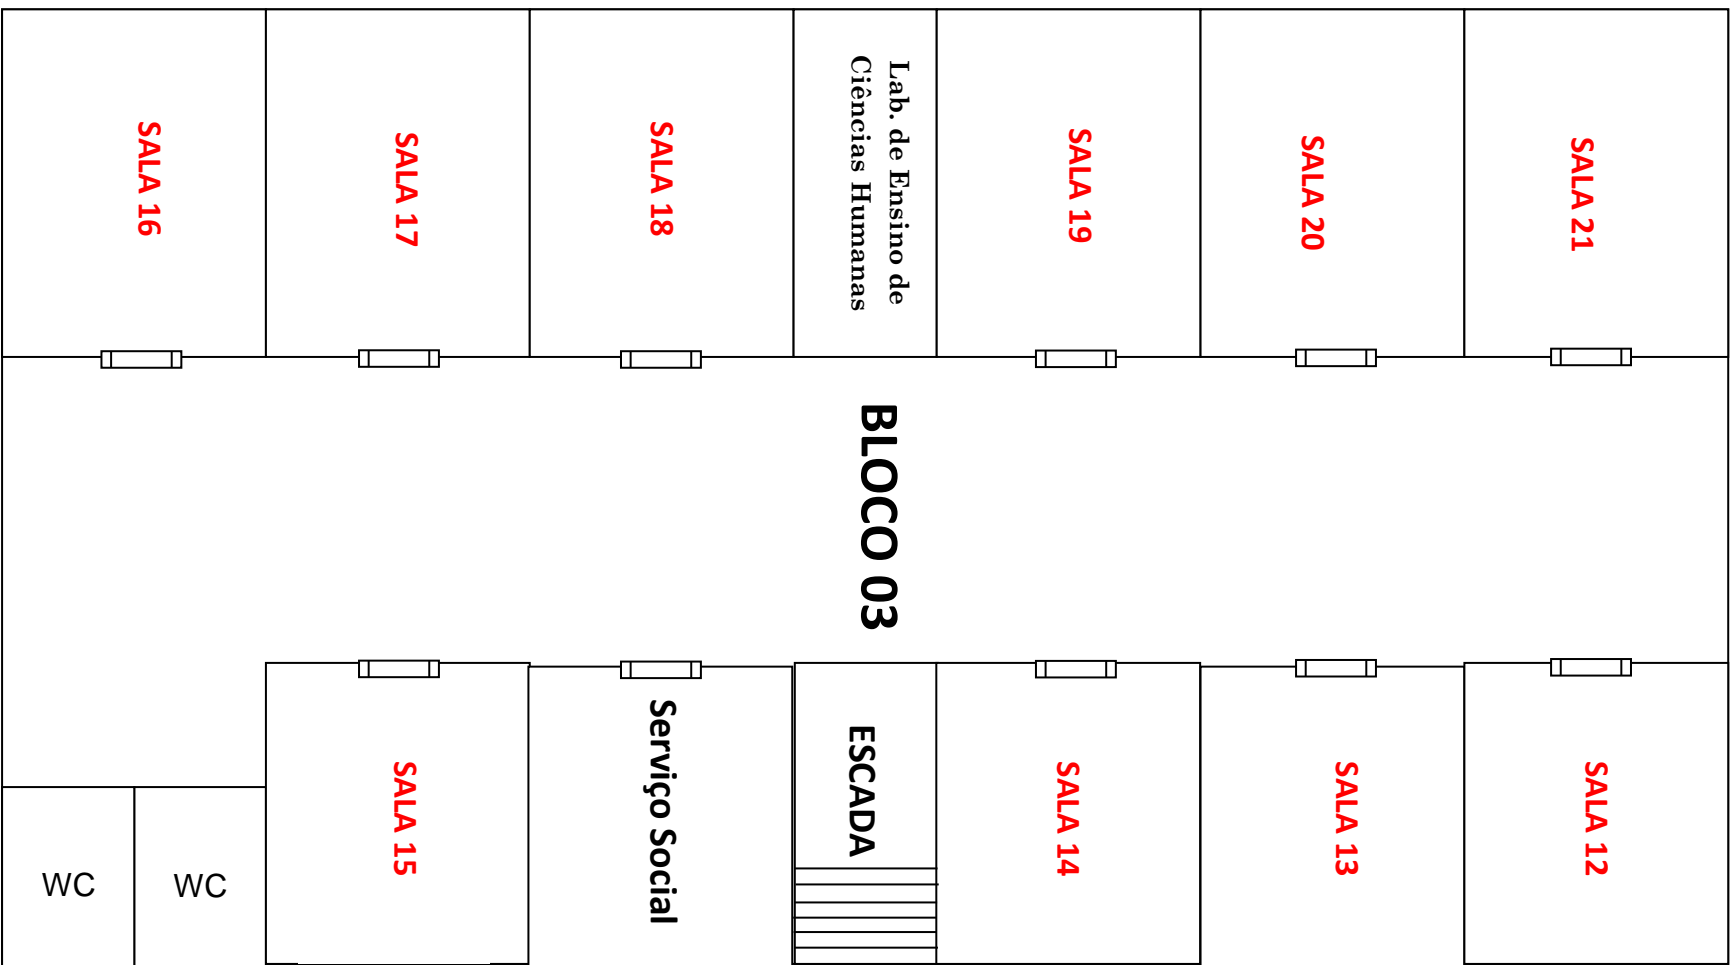 SALA 16
SALA 17
SALA 18
Lab. de Ensino de
Ciências Humanas
SALA 19
SALA 20
SALA 21
BLOCO 03
WC
WC
SALA 15
Serviço Social
ESCADA
SALA 14
SALA 13
SALA 12